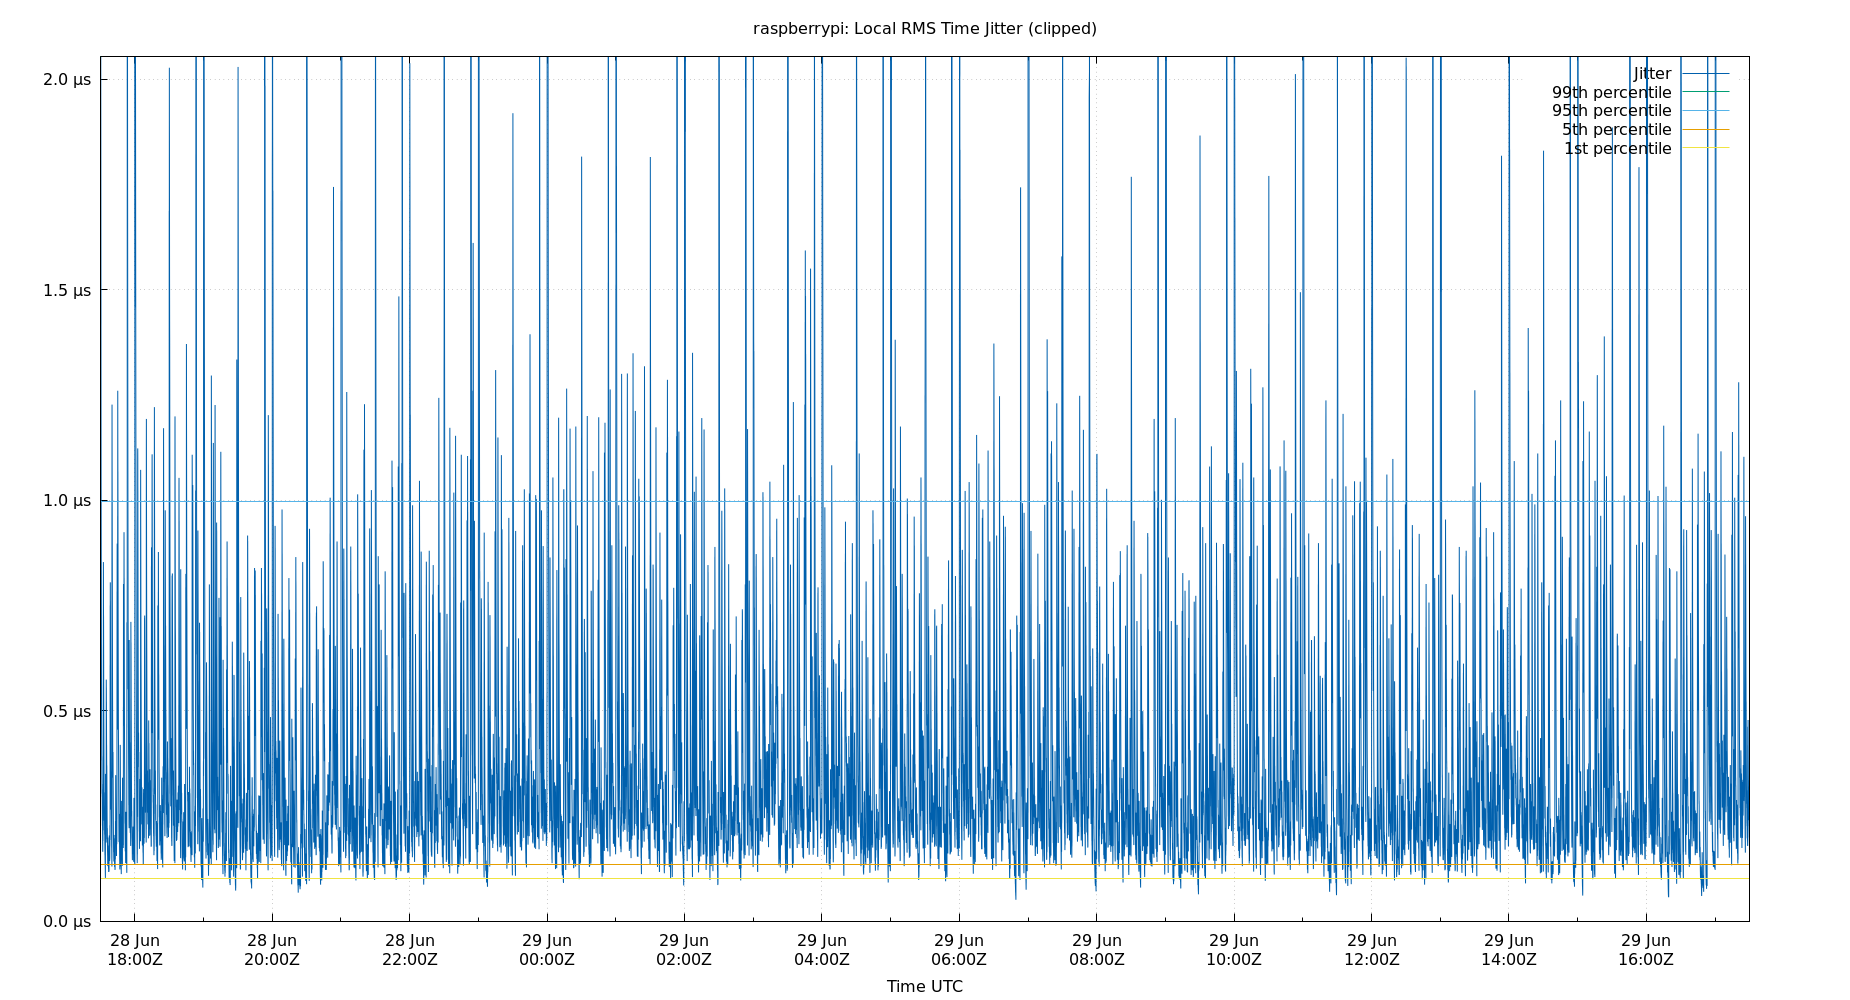 raspberrypi: Local RMS Time Jitter (clipped)
2.0 µs
1.5 µs
1.0 µs
0.5 µs
0.0 µs
Jitter
99th percentile
95th percentile
5th percentile
1st percentile
28 Jun 28 Jun 28 Jun 29 Jun 29 Jun 29 Jun 29 Jun 29 Jun 29 Jun 29 Jun 29 Jun 29 Jun
18:00Z 20:00Z 22:00Z 00:00Z 02:00Z 04:00Z 06:00Z 08:00Z 10:00Z 12:00Z 14:00Z 16:00Z
Time UTC